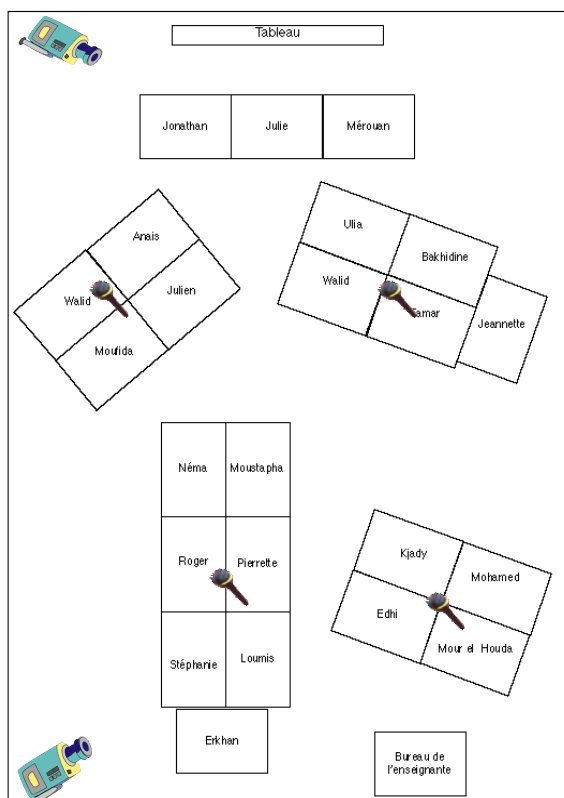 Tableau
Jonathan
Julie
Mérouan
Anais
Walid
Julien
Moufida
Ulia
Bakhidine
Walid
Tamar
Jeannette
Néma
Moustapha
Roger
Pierrette
Stéphanie
Loumis
Erkhan
Kjady
Mohamed
Edhi
Mour el Houda
Bureau de
l'enseignante